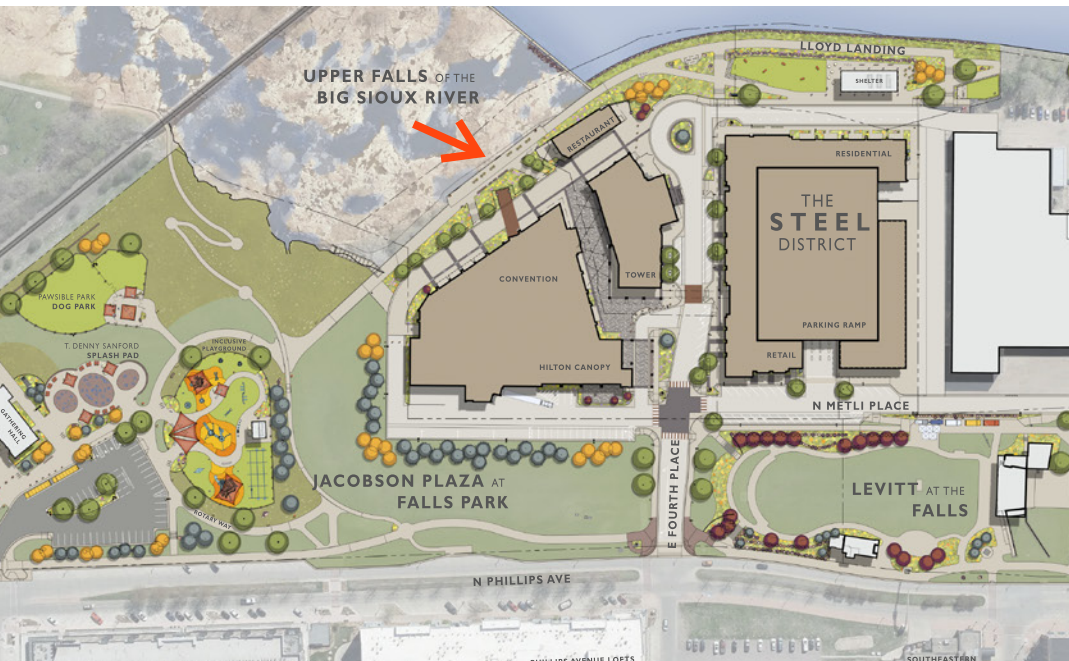 LLOYD LANDING
SHELTER
UPPER FALLS OF THE
BIG SIOUX RIVER
RESTAURANT
RESIDENTIAL
THE
STEEL
DISTRICT
CONVENTION
TOWER
PAWSIBLE PARK
DOG PARK
PARKING RAMP
T. DENNY SANFORD
SPLASH PAD
INCLUSIVE
PLAYGROUND
RETAIL
HILTON CANOPY
N METLI PLACE
GATHERING
HALL
JACOBSON PLAZA AT
FALLS PARK
E FOURTH PLACE
LEVITT AT THE
FALLS
ROTARY WAY
N PHILLIPS AVE
PHILLIPS AVENUE LOFTS
SOUTHEASTERN